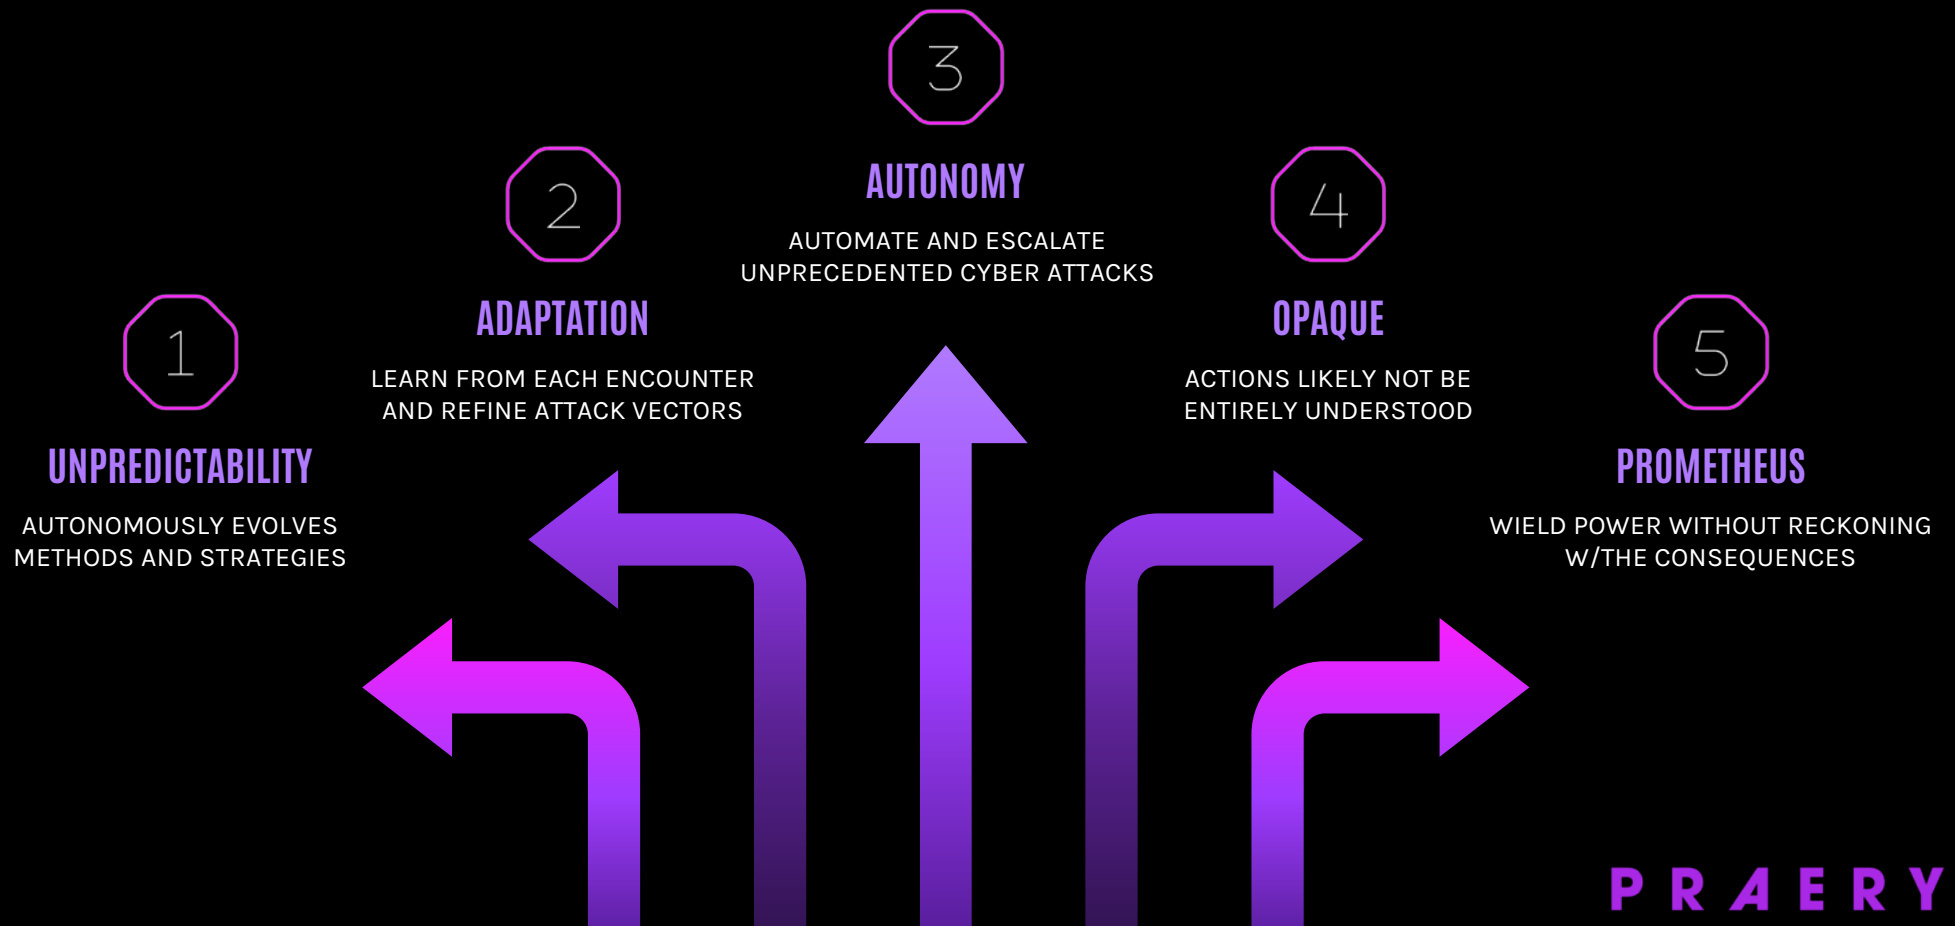 1
UNPREDICTABILITY
AUTONOMOUSLY EVOLVES
METHODS AND STRATEGIES
2
ADAPTATION
LEARN FROM EACH ENCOUNTER
AND REFINE ATTACK VECTORS
3
AUTONOMY
AUTOMATE AND ESCALATE
UNPRECEDENTED CYBER ATTACKS
4
OPAQUE
ACTIONS LIKELY NOT BE
ENTIRELY UNDERSTOOD
5
PROMETHEUS
WIELD POWER WITHOUT RECKONING
W/THE CONSEQUENCES
PRAERY